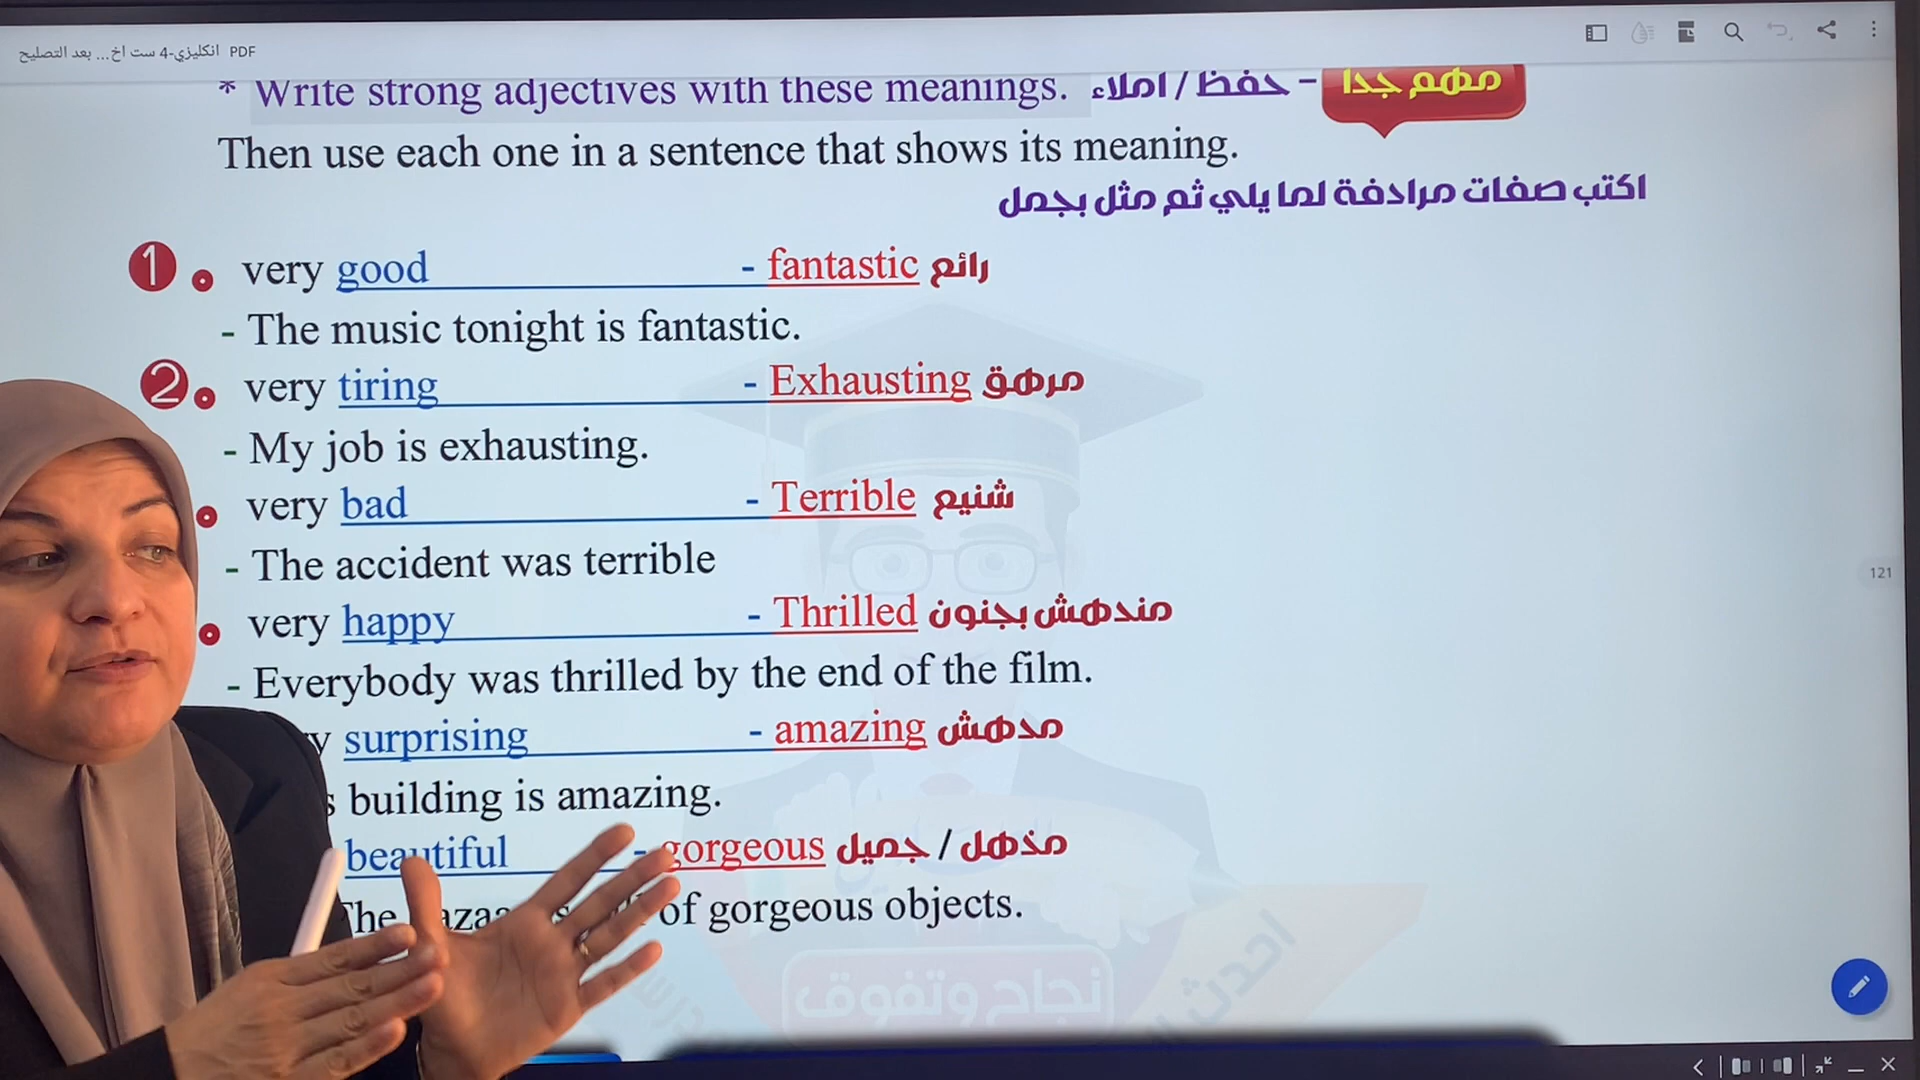 انكليزي-4 ست اخ... بعد التصليح PDF
* Write strong adjectives with these meanings. حفظ / املاء - مهم جدا
Then use each one in a sentence that shows its meaning.
اكتب صفات مرادفة لما يلي ثم مثل بجمل
1 . very good - fantastic رائع
- The music tonight is fantastic.
2 . very tiring - Exhausting مرهق
- My job is exhausting.
very bad - Terrible شنيع
- The accident was terrible
very happy - Thrilled مندهش بجنون
- Everybody was thrilled by the end of the film.
121
surprising - amazing مدهش
building is amazing.
beautiful - gorgeous مذهل / جميل
The of gorgeous objects.
نجاح وتفوق
احدث